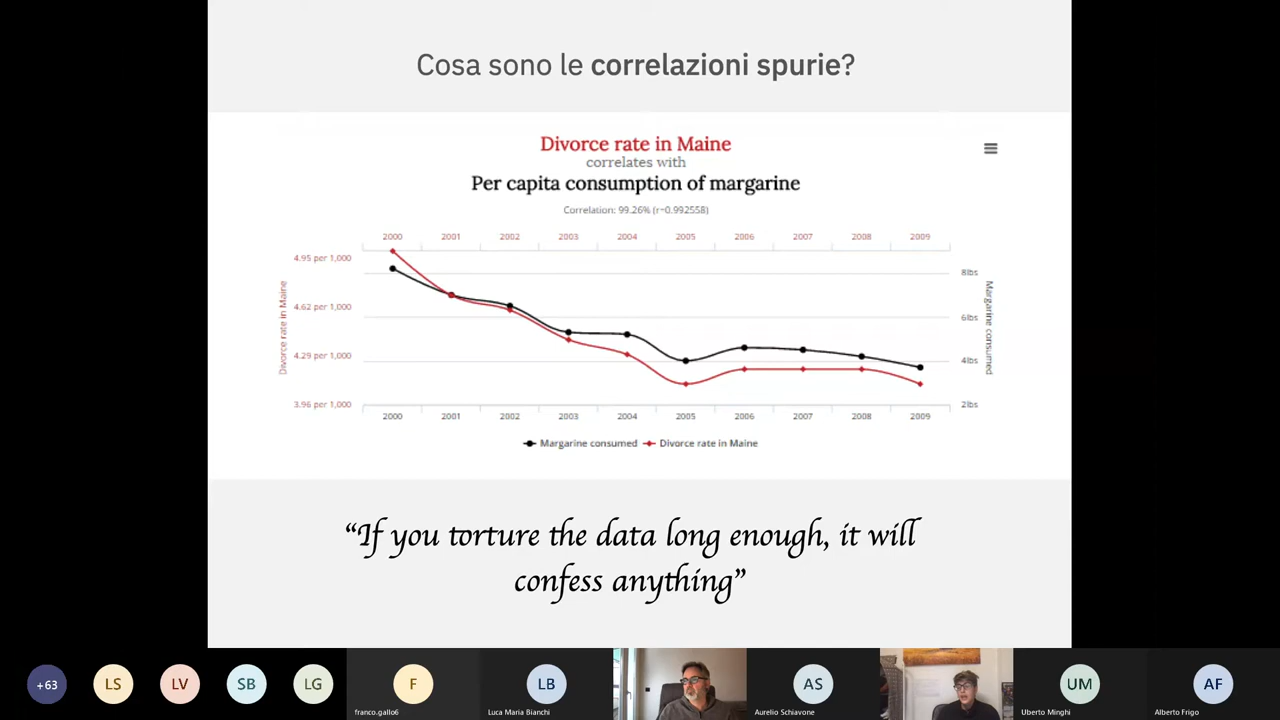 Cosa sono le correlazioni spurie?
Divorce rate in Maine
correlates with
Per capita consumption of margarine
Correlation: 99.26% (r=0.992558)
2000 2001 2002 2003 2004 2005 2006 2007 2008 2009
4.95 per 1,000
4.62 per 1,000
4.29 per 1,000
3.96 per 1,000
Divorce rate in Maine
8lbs
6lbs
4lbs
2lbs
Margarine consumed
2000 2001 2002 2003 2004 2005 2006 2007 2008 2009
Margarine consumed Divorce rate in Maine
“If you torture the data long enough, it will
confess anything”
+63 LS LV SB LG F LB AS UM AF
franco.gallo6 Luca Maria Bianchi Aurelio Schiavone Uberto Minghi Alberto Frigo